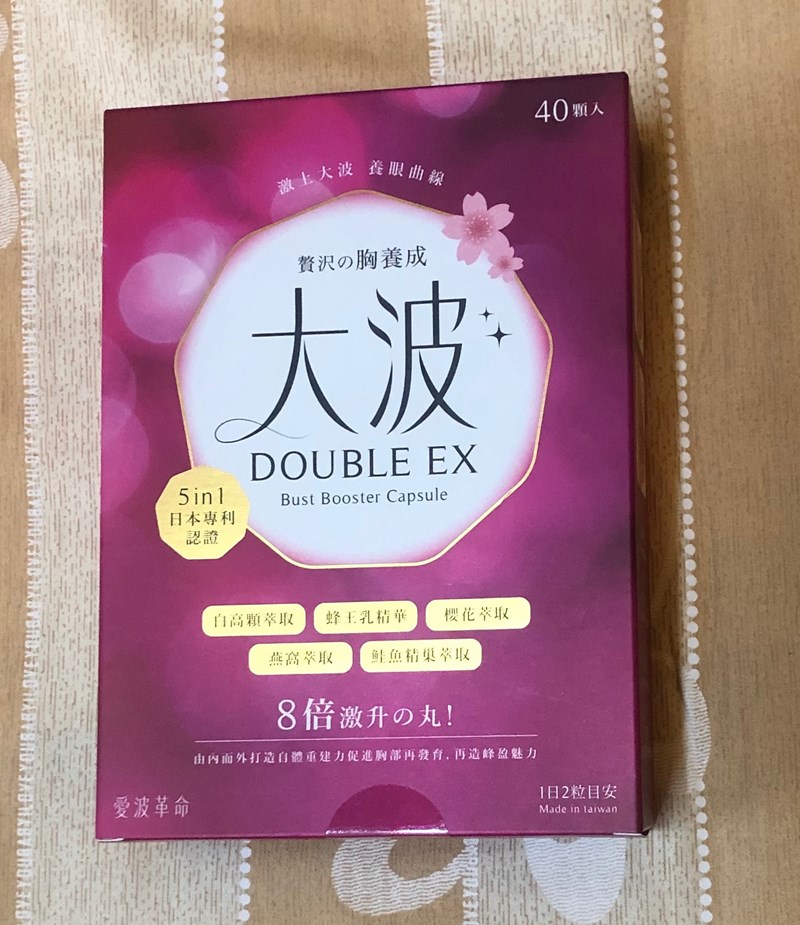 40顆入
激上大波 養眼曲線
贅沢の胸養成
大波
DOUBLE EX
Bust Booster Capsule
5in1
日本專利
認證
白高顆萃取 蜂王乳精華 櫻花萃取
燕窩萃取 鮭魚精巢萃取
8倍激升の丸!
由內而外打造自體重建力促進胸部再發育,再造峰盈魅力
愛波革命
1日2粒目安
Made in taiwan